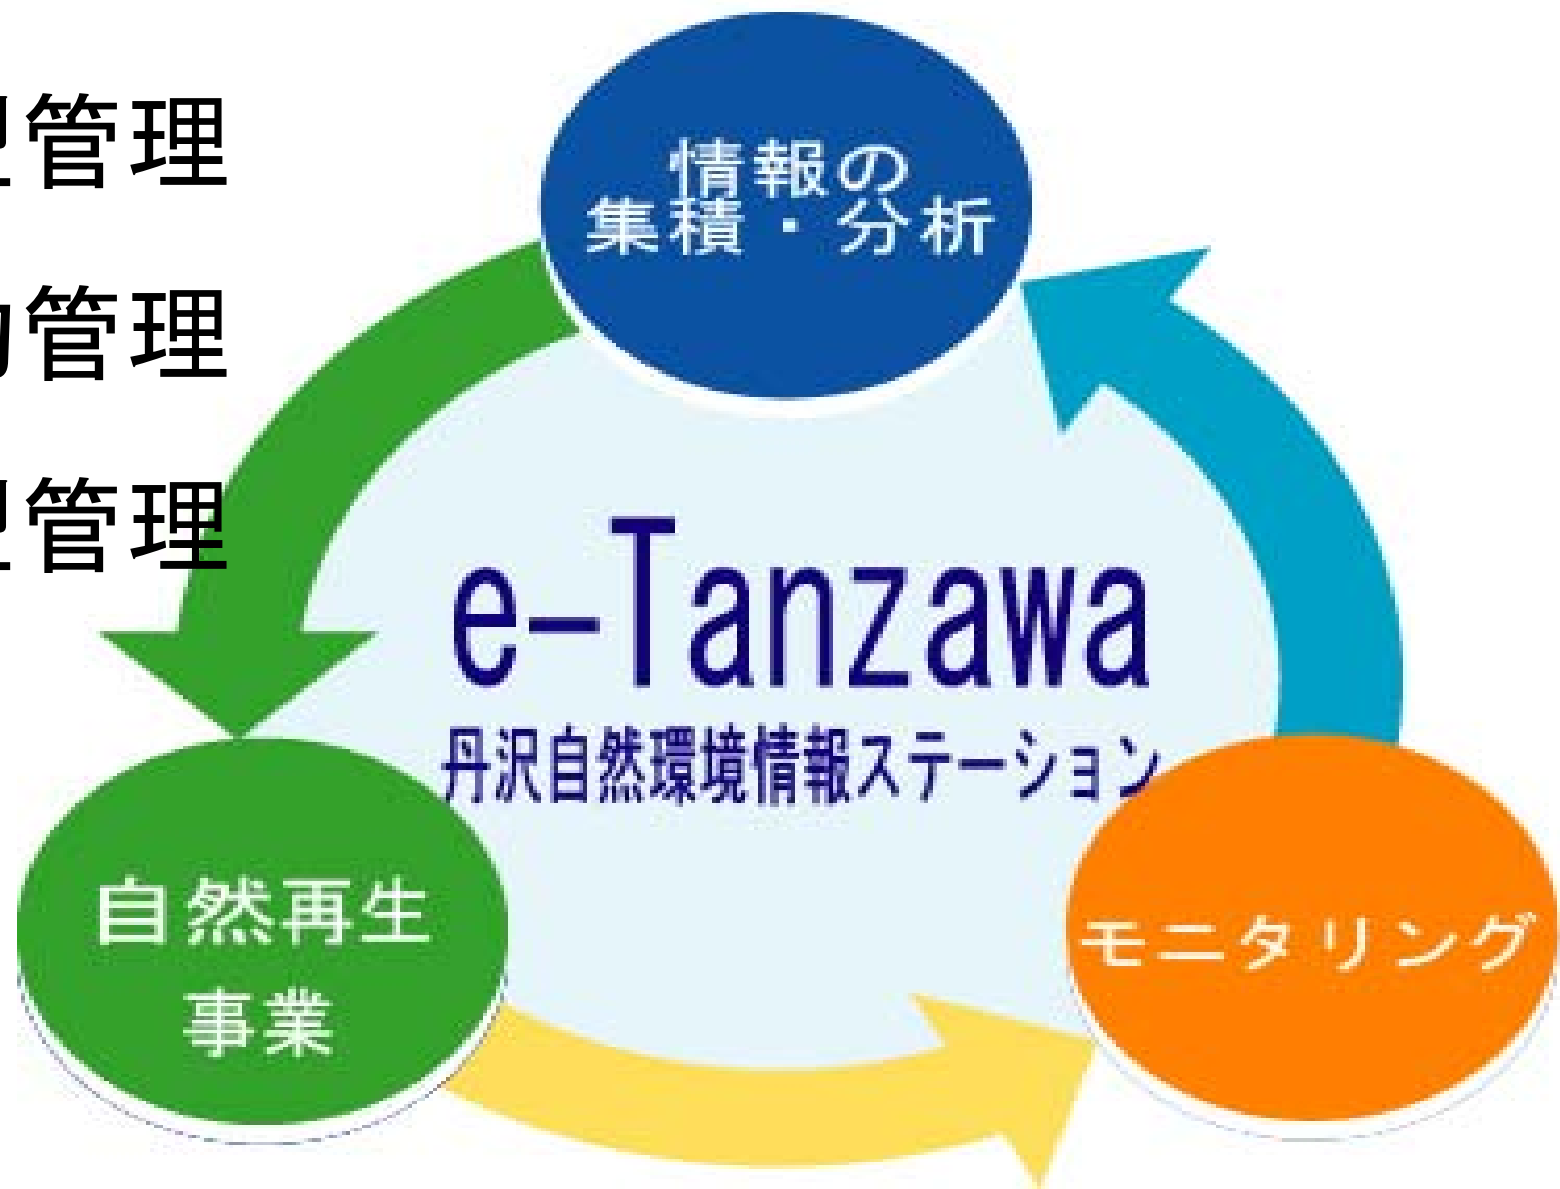 管理
管理
管理
情報の
集積・分析
e-Tanzawa
丹沢自然環境情報ステーション
自然再生
事業
モニタリング